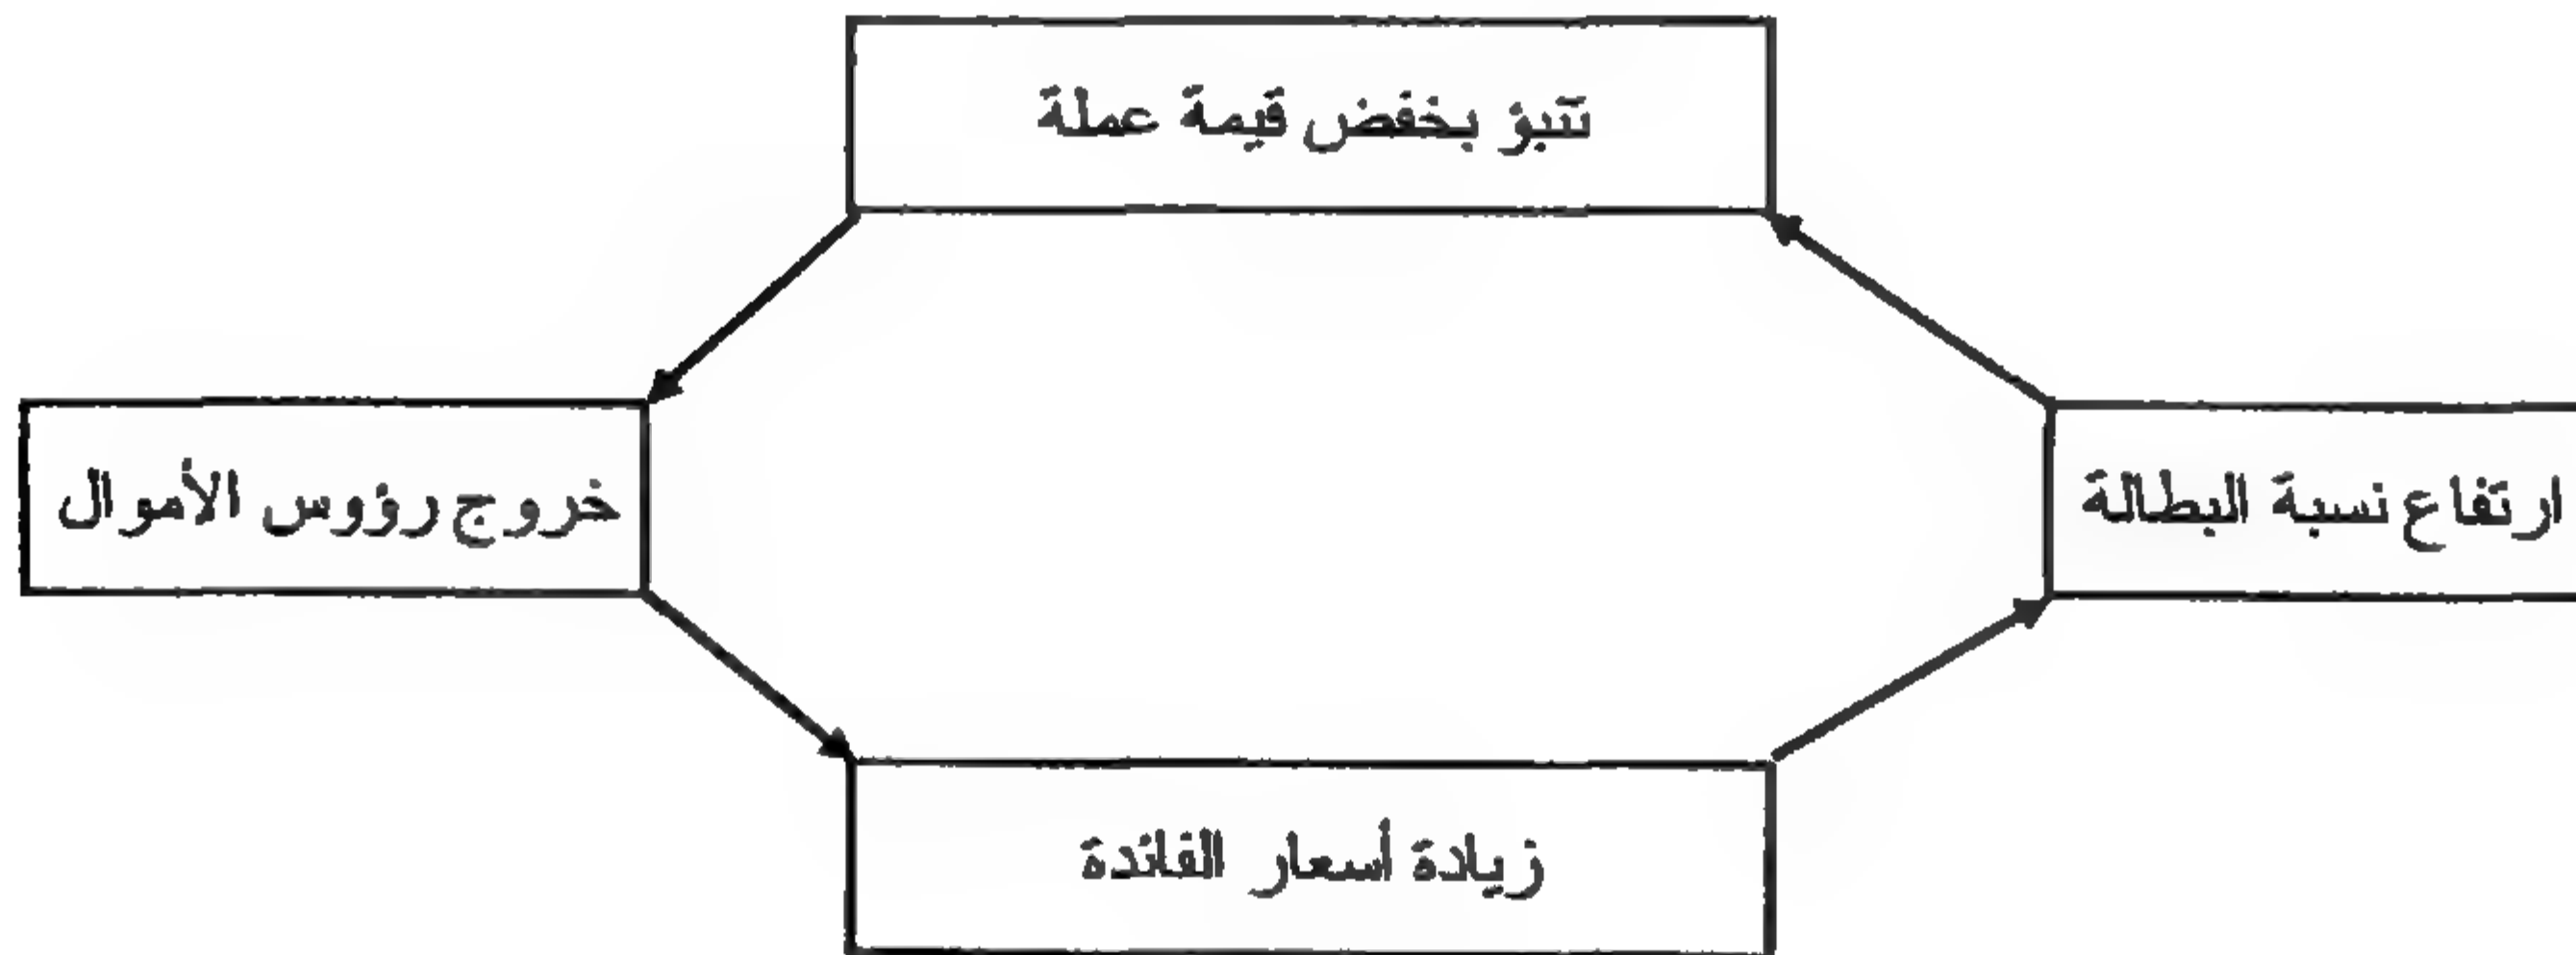 تنبؤ بخفض قيمة عملة
ارتفاع نسبة البطالة
خروج رؤوس الأموال
زيادة أسعار الفائدة